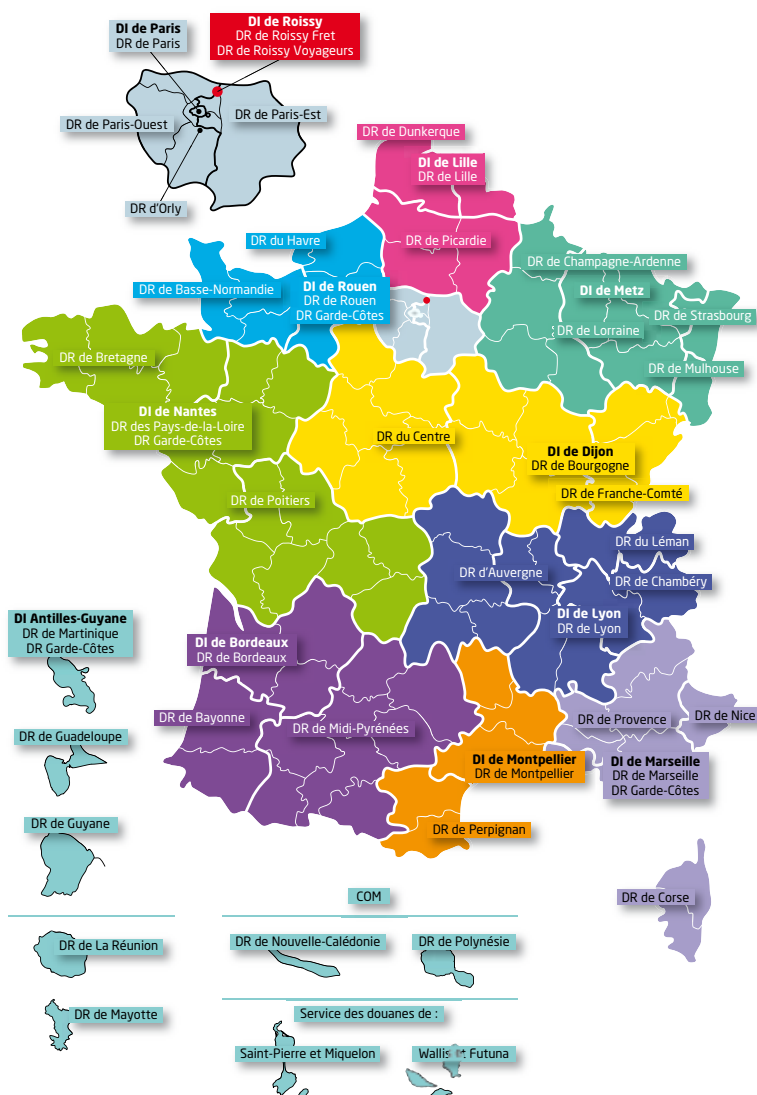 DI de Paris
DR de Paris
DI de Roissy
DR de Roissy Fret
DR de Roissy Voyageurs
DR de Paris-Ouest
DR de Paris-Est
DR d'Orly
DR de Dunkerque
DI de Lille
DR de Lille
DR de Picardie
DR du Havre
DR de Basse-Normandie
DI de Rouen
DR de Rouen
DR Garde-Côtes
DR de Champagne-Ardenne
DI de Metz
DR de Lorraine
DR de Strasbourg
DR de Mulhouse
DR de Bretagne
DI de Nantes
DR des Pays-de-la-Loire
DR Garde-Côtes
DR de Poitiers
DR du Centre
DI de Dijon
DR de Bourgogne
DR de Franche-Comté
DR d'Auvergne
DR du Léman
DR de Chambéry
DI de Lyon
DR de Lyon
DI Antilles-Guyane
DR de Martinique
DR Garde-Côtes
DR de Guadeloupe
DR de Guyane
DR de La Réunion
DR de Mayotte
DI de Bordeaux
DR de Bordeaux
DR de Bayonne
DR de Midi-Pyrénées
DI de Montpellier
DR de Montpellier
DR de Perpignan
DR de Provence
DR de Nice
DI de Marseille
DR de Marseille
DR Garde-Côtes
DR de Corse
COM
DR de Nouvelle-Calédonie
DR de Polynésie
Service des douanes de :
Saint-Pierre et Miquelon
Wallis et Futuna